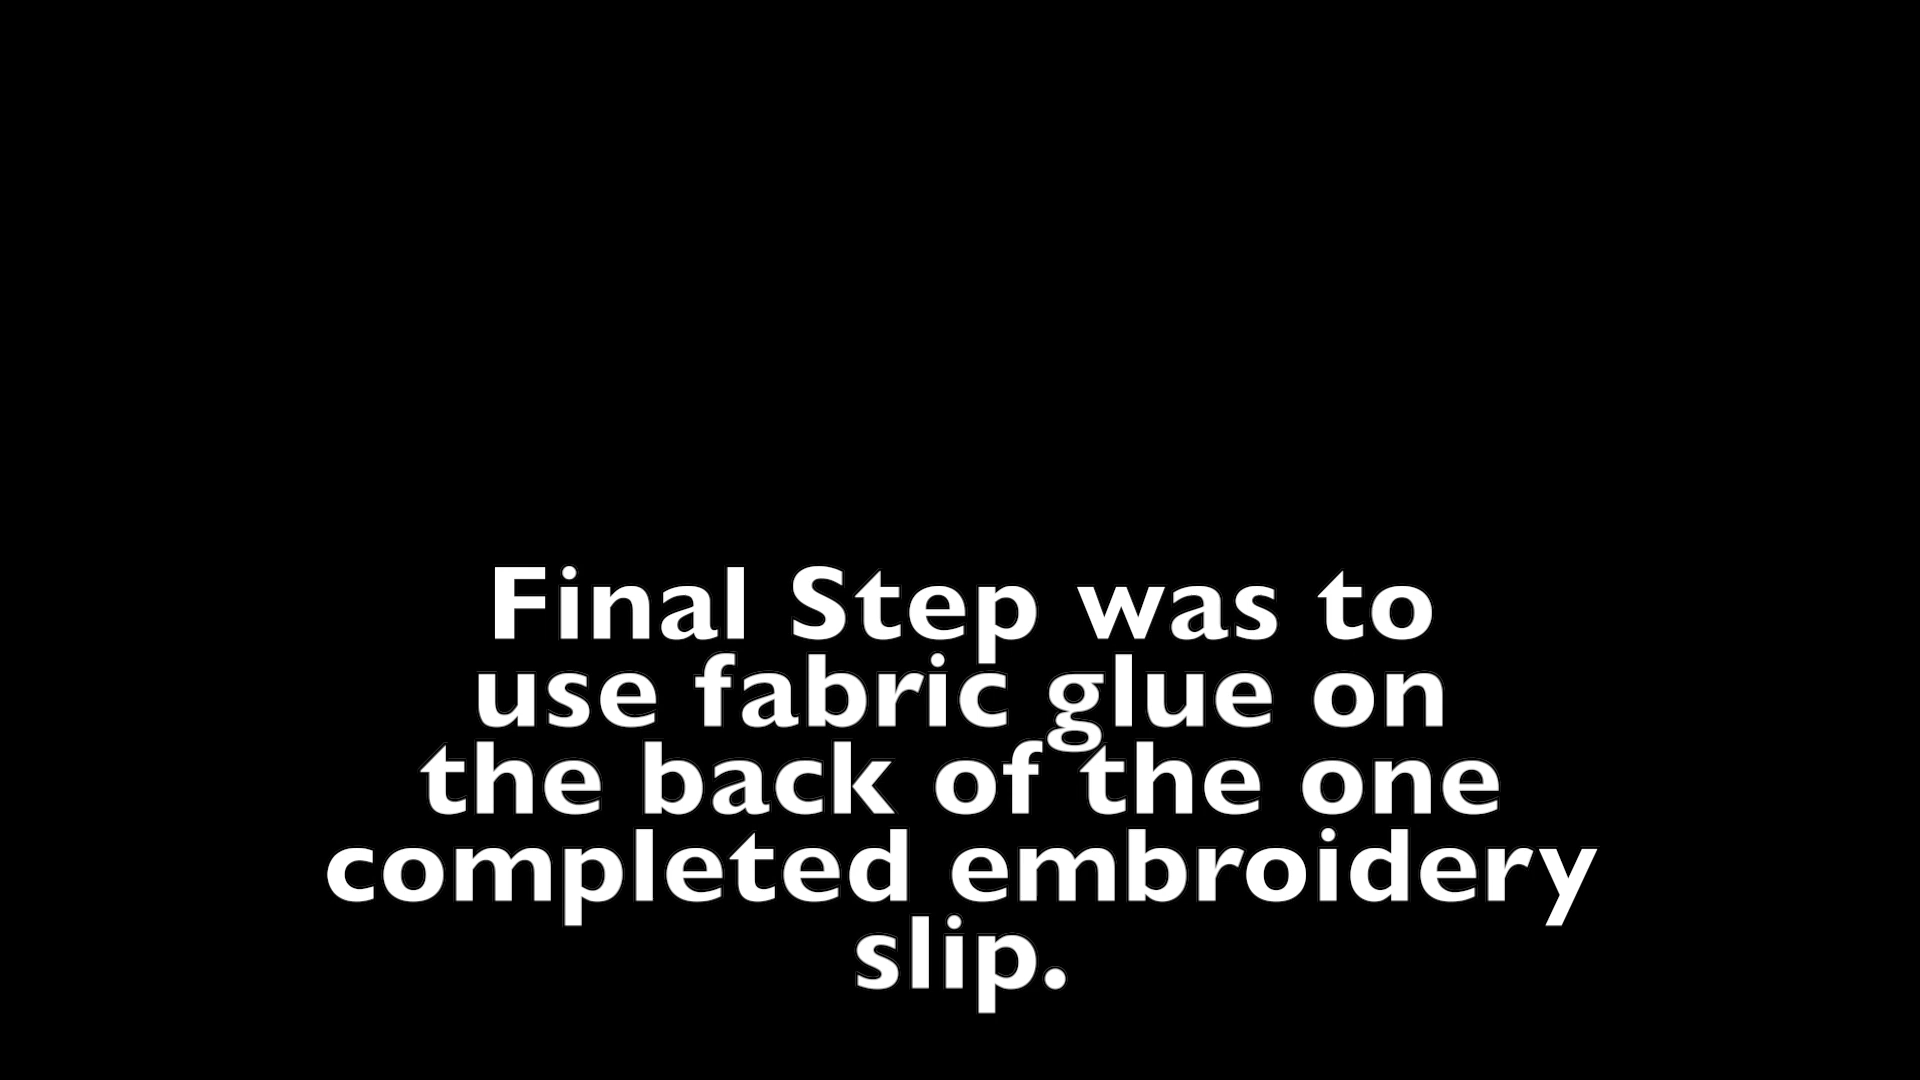 Final Step was to
use fabric glue on
the back of the one
completed embroidery
slip.